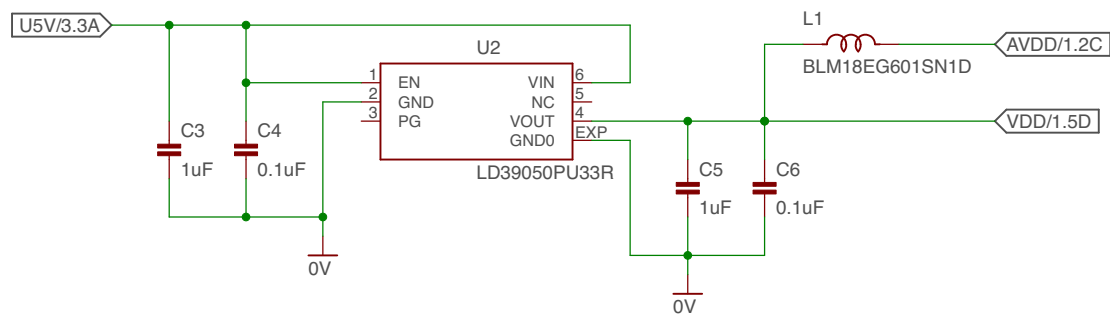 U5V/3.3A
L1
AVDD/1.2C
BLM18EG601SN1D
U2
1 EN VIN 6
2 GND NC 5
3 PG VOUT 4
GND0 EXP
LD39050PU33R
VDD/1.5D
C3 C4
1uF 0.1uF
C5 C6
1uF 0.1uF
0V
0V